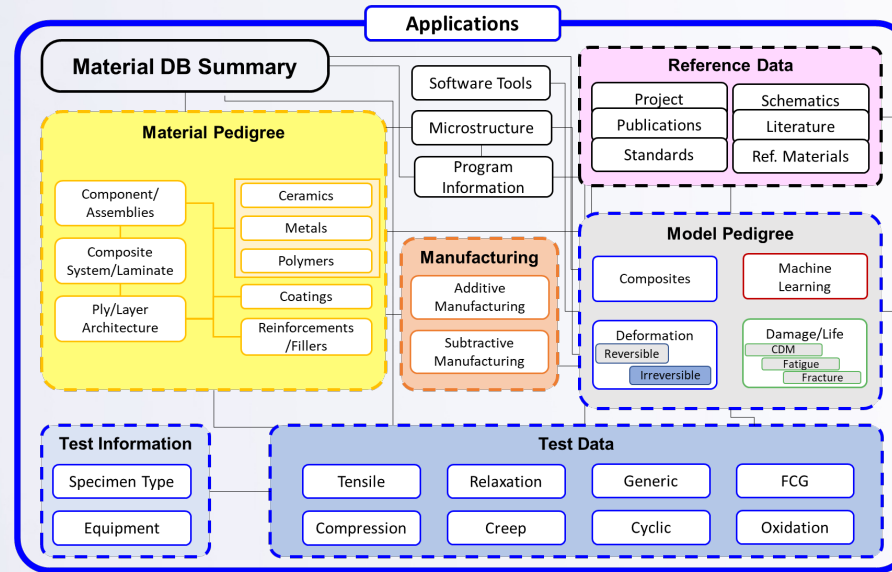 Applications
Material DB Summary
Software Tools
Microstructure
Program
Information
Reference Data
Project
Publications
Standards
Schematics
Literature
Ref. Materials
Material Pedigree
Component/
Assemblies
Composite
System/Laminate
Ply/Layer
Architecture
Ceramics
Metals
Polymers
Coatings
Reinforcements
/Fillers
Manufacturing
Additive
Manufacturing
Subtractive
Manufacturing
Model Pedigree
Composites
Machine
Learning
Deformation
Reversible
Irreversible
Damage/Life
CDM
Fatigue
Fracture
Test Information
Specimen Type
Equipment
Test Data
Tensile
Relaxation
Generic
FCG
Compression
Creep
Cyclic
Oxidation